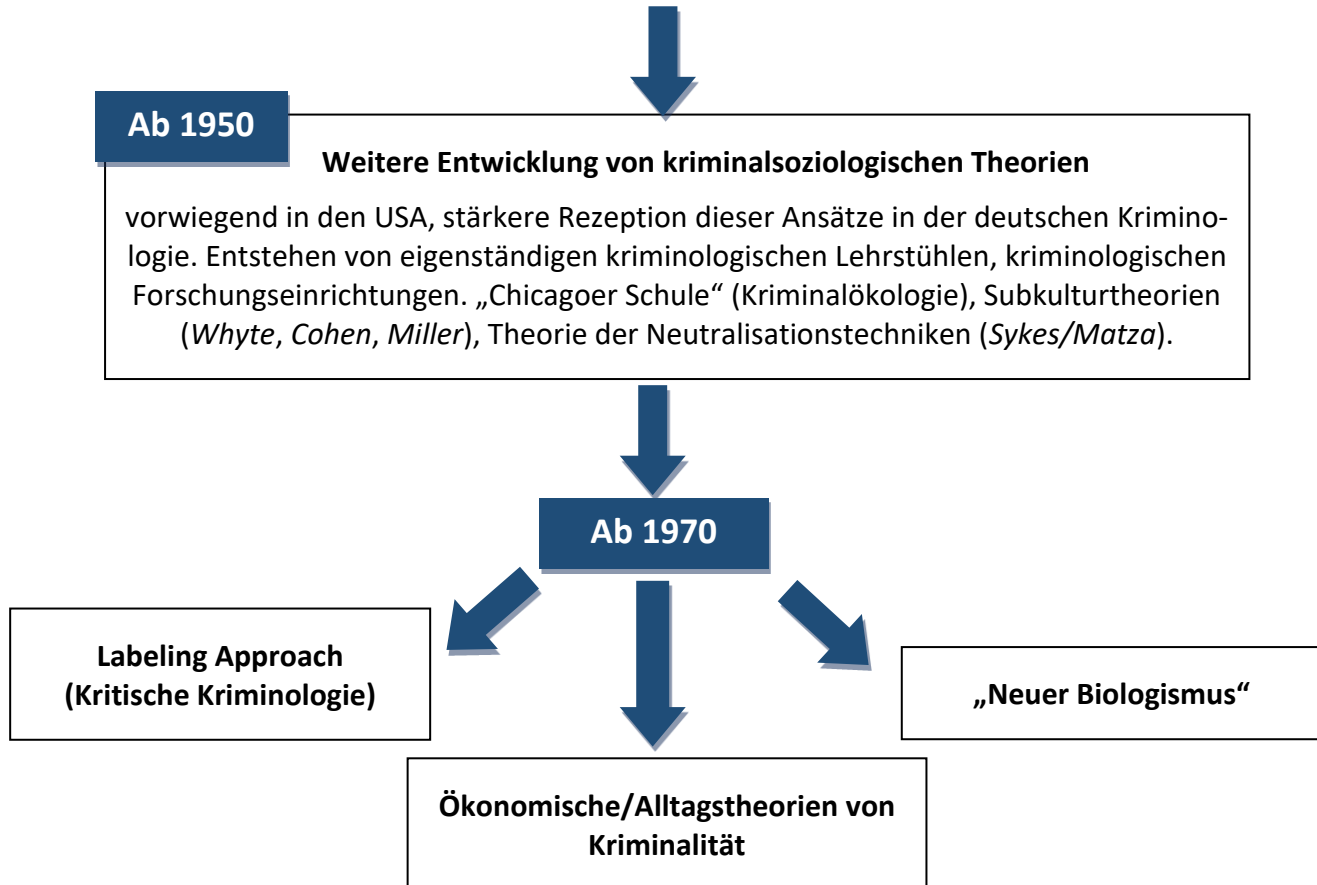 Ab 1950
Weitere Entwicklung von kriminalsoziologischen Theorien
vorwiegend in den USA, stärkere Rezeption dieser Ansätze in der deutschen Krimino-
logie. Entstehen von eigenständigen kriminologischen Lehrstühlen, kriminologischen
Forschungseinrichtungen. „Chicagoer Schule“ (Kriminalökologie), Subkulturtheorien
(Whyte, Cohen, Miller), Theorie der Neutralisationstechniken (Sykes/Matza).
Ab 1970
Labeling Approach
(Kritische Kriminologie)
„Neuer Biologismus“
Ökonomische/Alltagstheorien von
Kriminalität